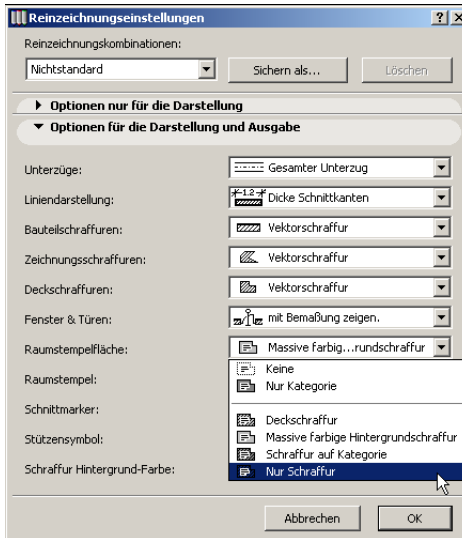 Reinzeichnungseinstellungen
Reinzeichnungskombinationen:
Nichtstandard
Sichern als...
Löschen
Optionen nur für die Darstellung
Optionen für die Darstellung und Ausgabe
Unterzüge:
Gesamter Unterzug
Liniendarstellung:
1.2
Dicke Schnittkanten
Bauteilschraffuren:
Vektorschraffur
Zeichnungsschraffuren:
Vektorschraffur
Deckschraffuren:
Vektorschraffur
Fenster & Türen:
mit Bemaßung zeigen.
Raumstempelfläche:
Massive farbig...rundschraffur
Raumstempel:
Keine
Nur Kategorie
Schnittmarker:
Deckschraffur
Stützensymbol:
Massive farbige Hintergrundschraffur
Schraffur auf Kategorie
Schraffur Hintergrund-Farbe:
Nur Schraffur
Abbrechen
OK